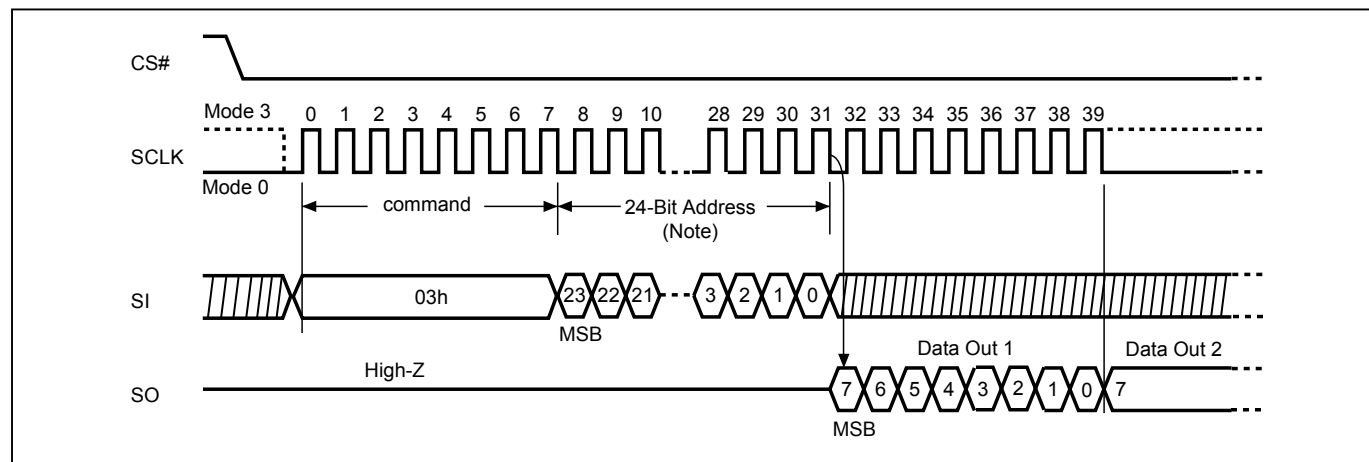 CS#
Mode 3
0 1 2 3 4 5 6 7 8 9 10 28 29 30 31 32 33 34 35 36 37 38 39
SCLK
Mode 0
command
24-Bit Address
(Note)
SI
03h
23 22 21 3 2 1 0
MSB
Data Out 1
Data Out 2
High-Z
SO
7 6 5 4 3 2 1 0 7
MSB